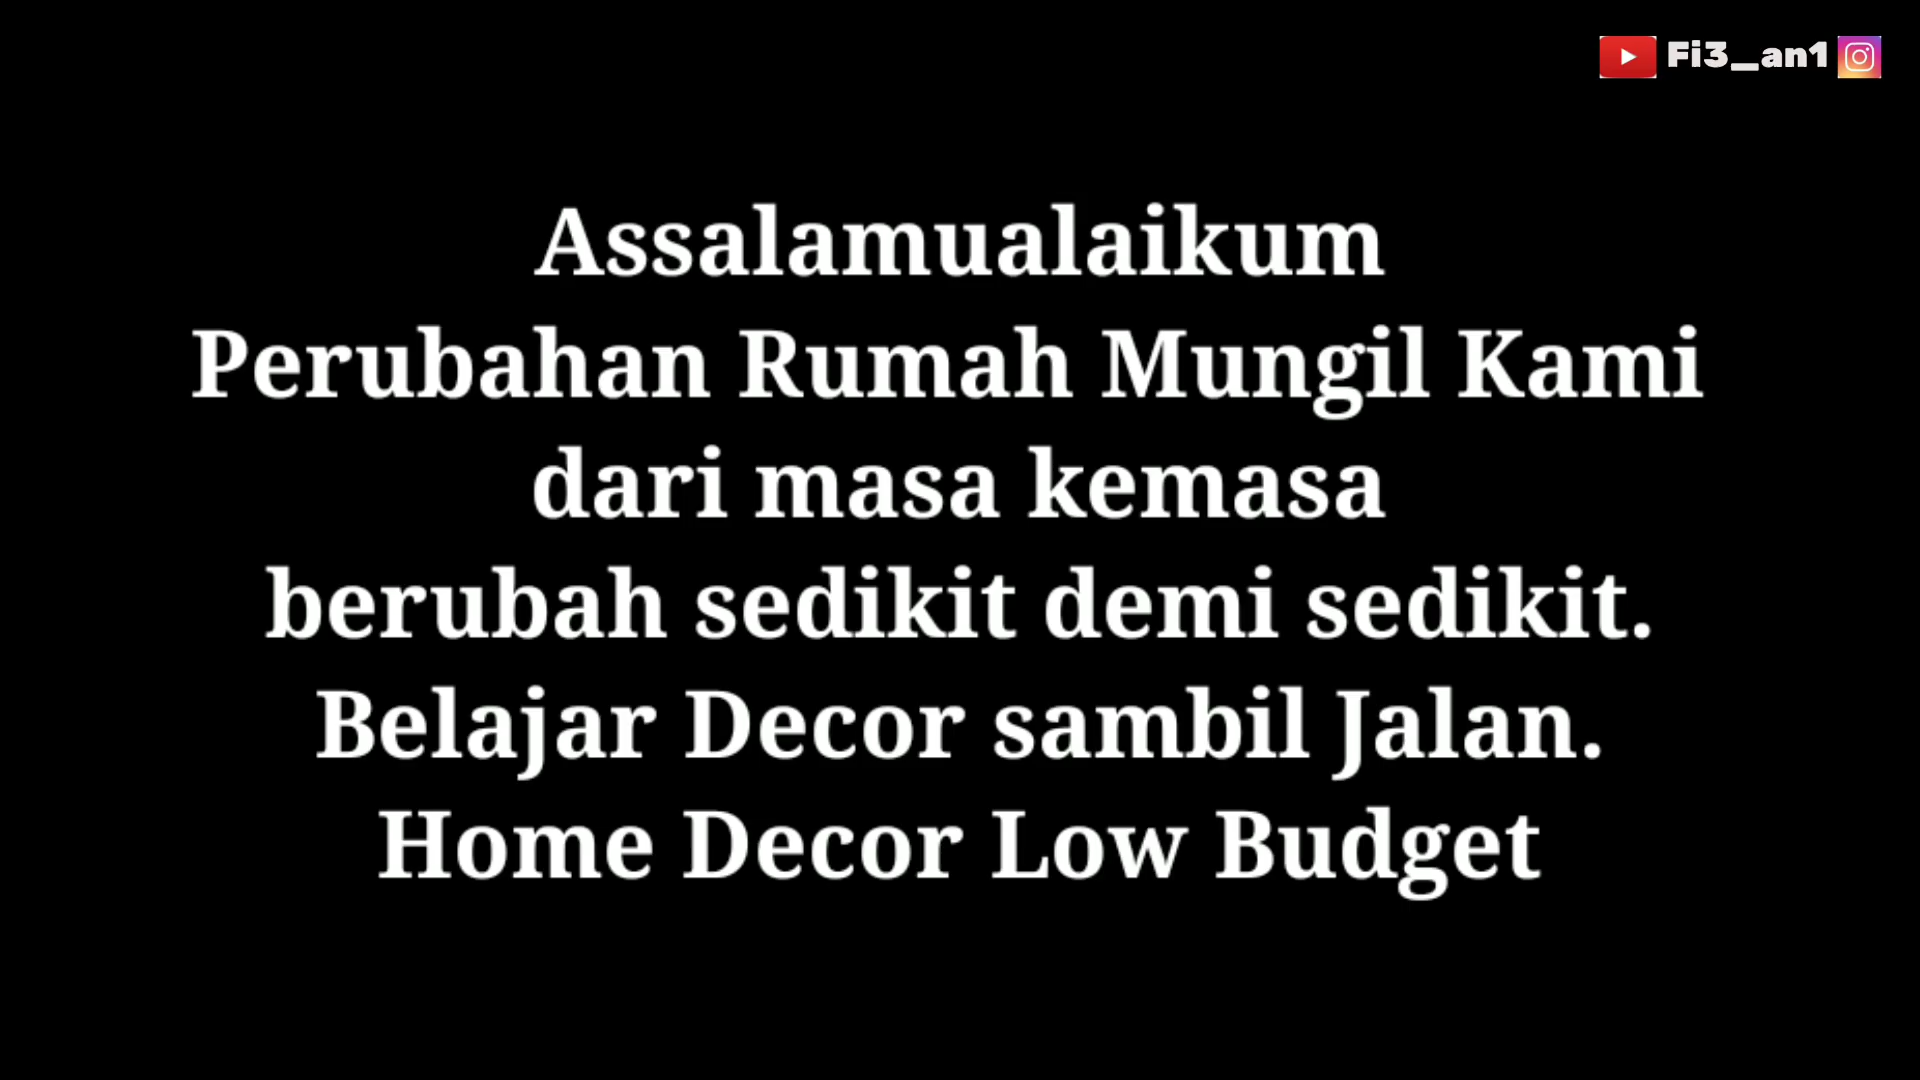 Fi3_an1
Assalamualaikum
Perubahan Rumah Mungil Kami
dari masa kemasa
berubah sedikit demi sedikit.
Belajar Decor sambil Jalan.
Home Decor Low Budget